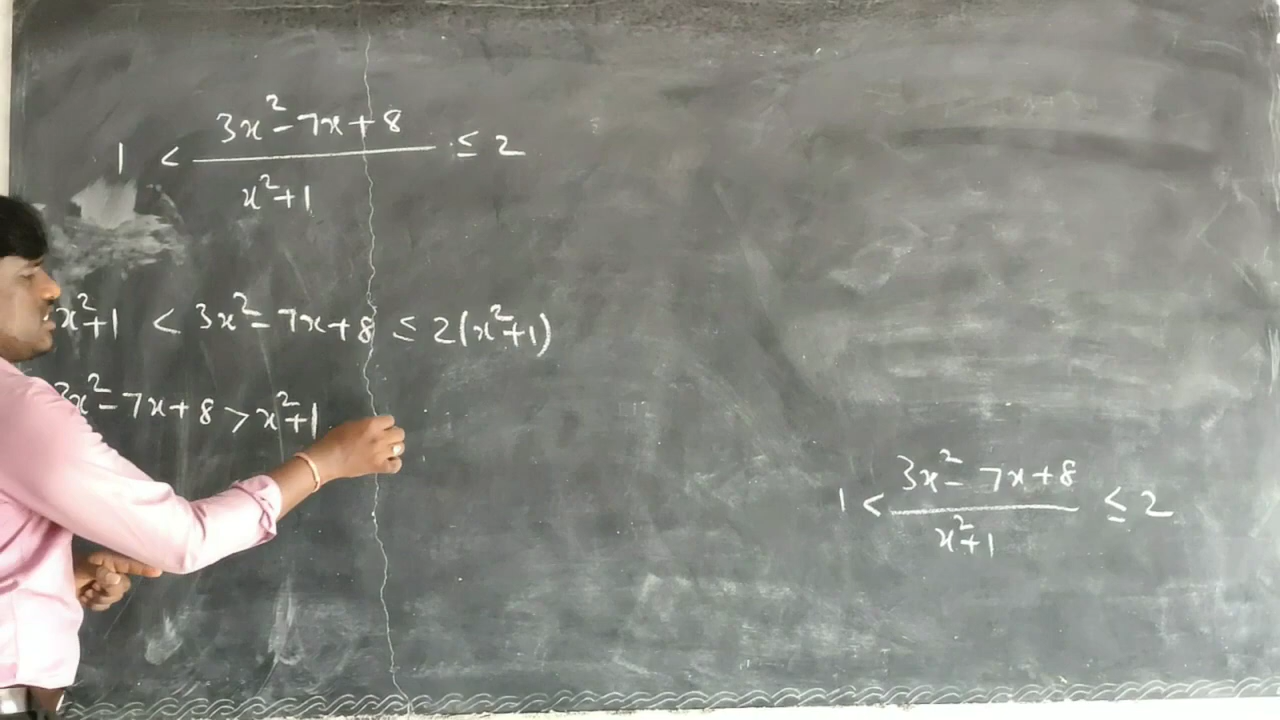 1 < (3x² - 7x + 8)/(x² + 1) ≤ 2
x² + 1 < 3x² - 7x + 8 ≤ 2(x² + 1)
3x² - 7x + 8 > x² + 1
1 < (3x² - 7x + 8)/(x² + 1) ≤ 2